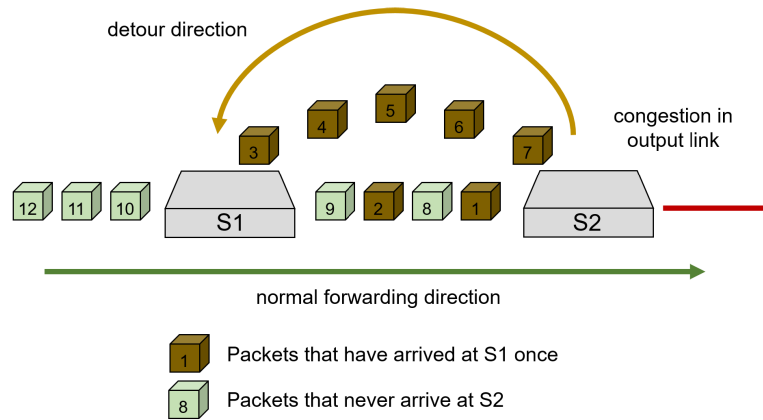 detour direction
congestion in
output link
5
4
6
3
7
12
11
10
S1
9
2
8
1
S2
normal forwarding direction
1
Packets that have arrived at S1 once
8
Packets that never arrive at S2